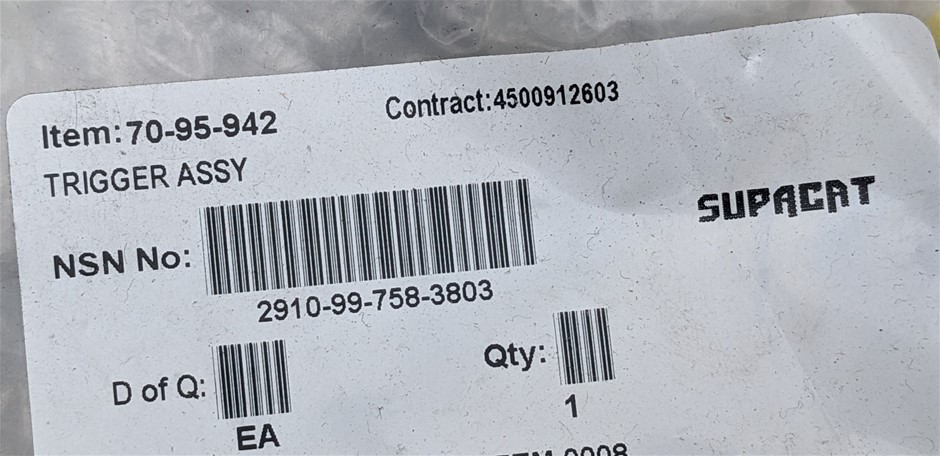 Item: 70-95-942
Contract:4500912603
TRIGGER ASSY
SUPACAT
NSN No:
2910-99-758-3803
D of Q:
EA
Qty:
1